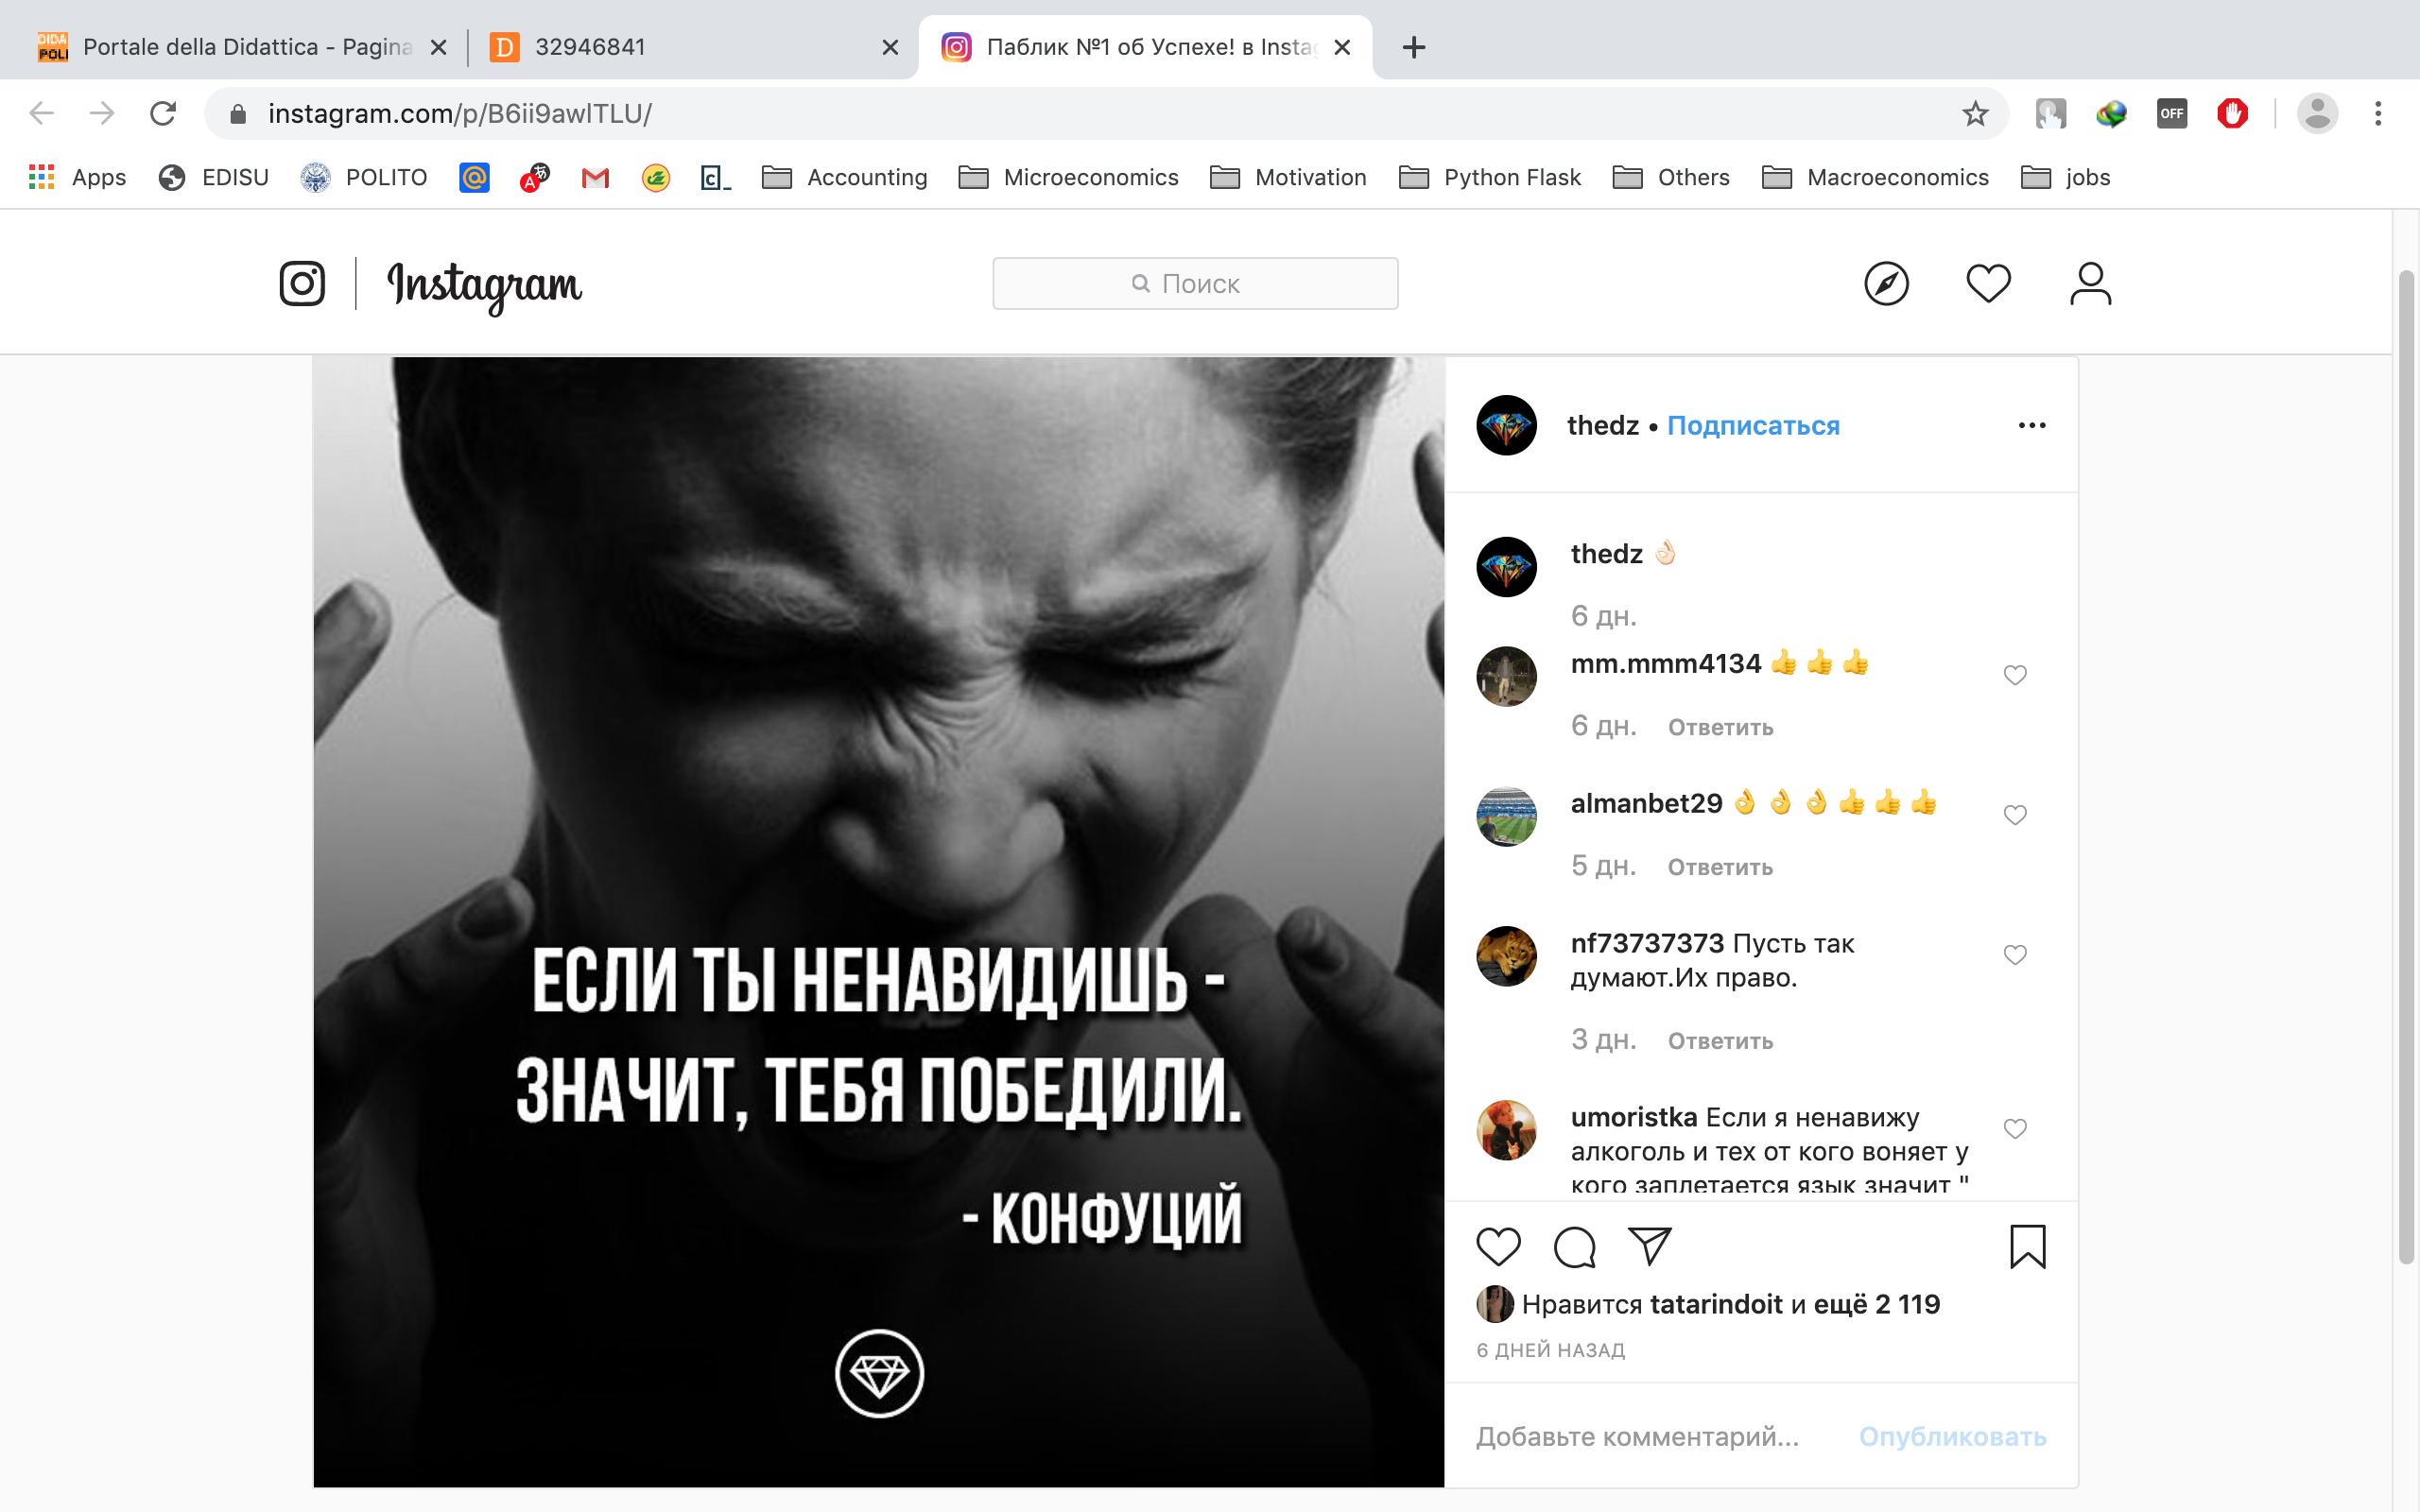 DIDA
POLI
Portale della Didattica - Pagina
D
32946841
Паблик №1 об Успехе! в Insta
instagram.com/p/B6ii9awlTLU/
OFF
Apps
EDISU
POLITO
Accounting
Microeconomics
Motivation
Python Flask
Others
Macroeconomics
jobs
Instagram
Поиск
ЕСЛИ ТЫ НЕНАВИДИШЬ -
ЗНАЧИТ, ТЕБЯ ПОБЕДИЛИ.
- КОНФУЦИЙ
thedz • Подписаться
thedz 👌🏻
6 дн.
mm.mmm4134 👍 👍 👍
6 дн. Ответить
almanbet29 👌 👌 👌 👍 👍 👍
5 дн. Ответить
nf73737373 Пусть так
думают.Их право.
3 дн. Ответить
umoristka Если я ненавижу
алкоголь и тех от кого воняет у
кого заплетается язык значит "
Нравится tatarindoit и ещё 2 119
6 ДНЕЙ НАЗАД
Добавьте комментарий... Опубликовать